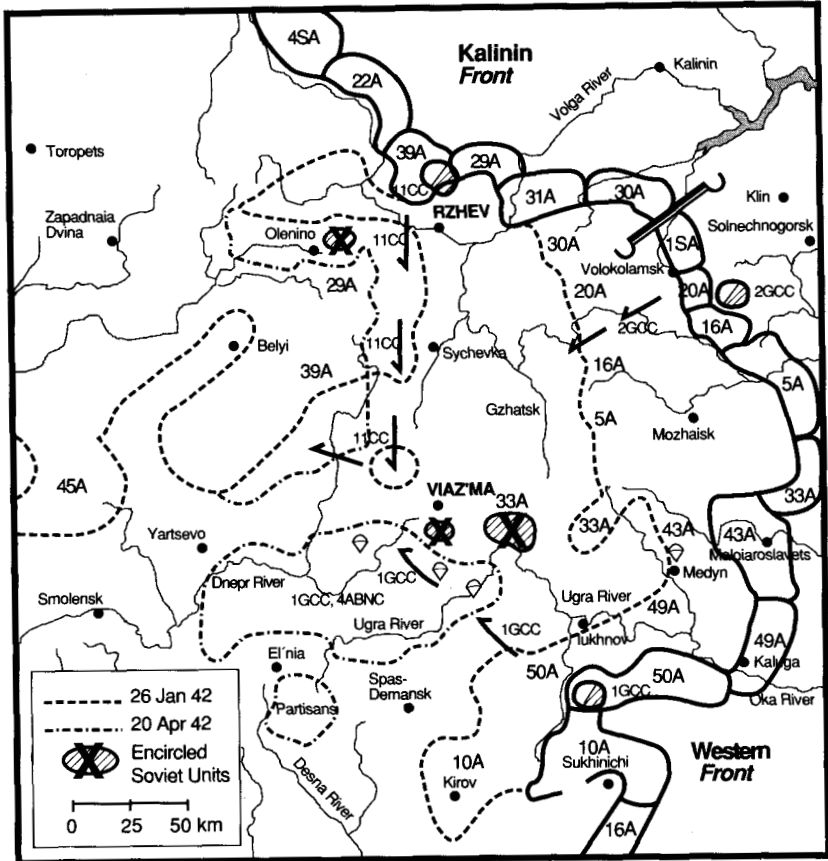 4SA
Kalinin
Front
22A
Kalinin
Volga River
Toropets
39A
29A
11CC
31A
30A
Klin
RZHEV
Zapadnaia
Dvina
Solnechnogorsk
Olenino
11CC
30A
1SA
Volokolamsk
29A
20A
20A
2GCC
2GCC
16A
11CC
Belyi
Sychevka
39A
16A
5A
Gzhatsk
5A
Mozhaisk
11CC
45A
VIAZ'MA
33A
33A
33A
43A
43A
Yartsevo
Maloiaroslavets
Medyn
1GCC
Dnepr River
1GCC, 4ABNC
Ugra River
49A
Smolensk
Ugra River
1GCC
Iukhnov
49A
El'nia
50A
50A
Kaluga
1GCC
Oka River
Spas-
Demansk
Partisans
26 Jan 42
20 Apr 42
Encircled
Soviet Units
0 25 50 km
Desna River
10A
Kirov
10A
Sukhinichi
Western
Front
16A